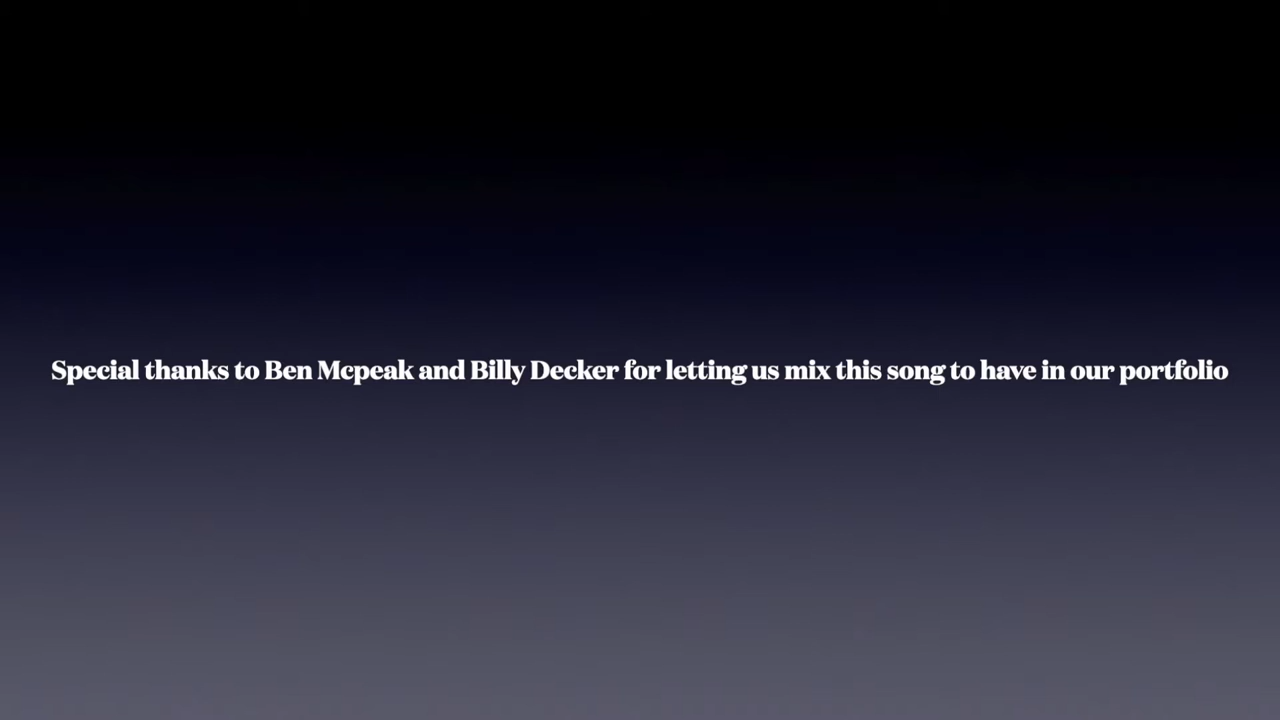 Special thanks to Ben Mcpeak and Billy Decker for letting us mix this song to have in our portfolio